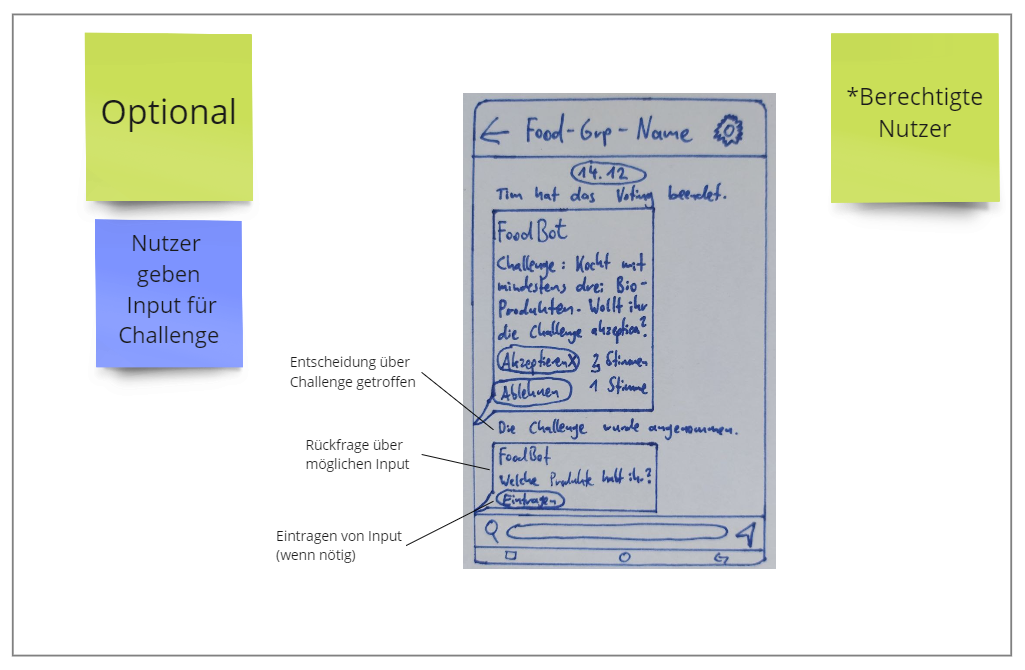 Optional
*Berechtigte
Nutzer
Nutzer
geben
Input für
Challenge
Food-Grp-Name
14.12
Tim hat das Voting beendet.
FoodBot
Challenge: Kocht mit
mindestens drei Bio-
Produkten. Wollt ihr
die Challenge akzeptieren?
Akzeptieren X 3 Stimmen
Ablehnen 1 Stimme
Entscheidung über
Challenge getroffen
Die Challenge wurde angenommen.
Rückfrage über
möglichen Input
FoodBot
Welche Produkte habt ihr?
Eintragen
Eintragen von Input
(wenn nötig)